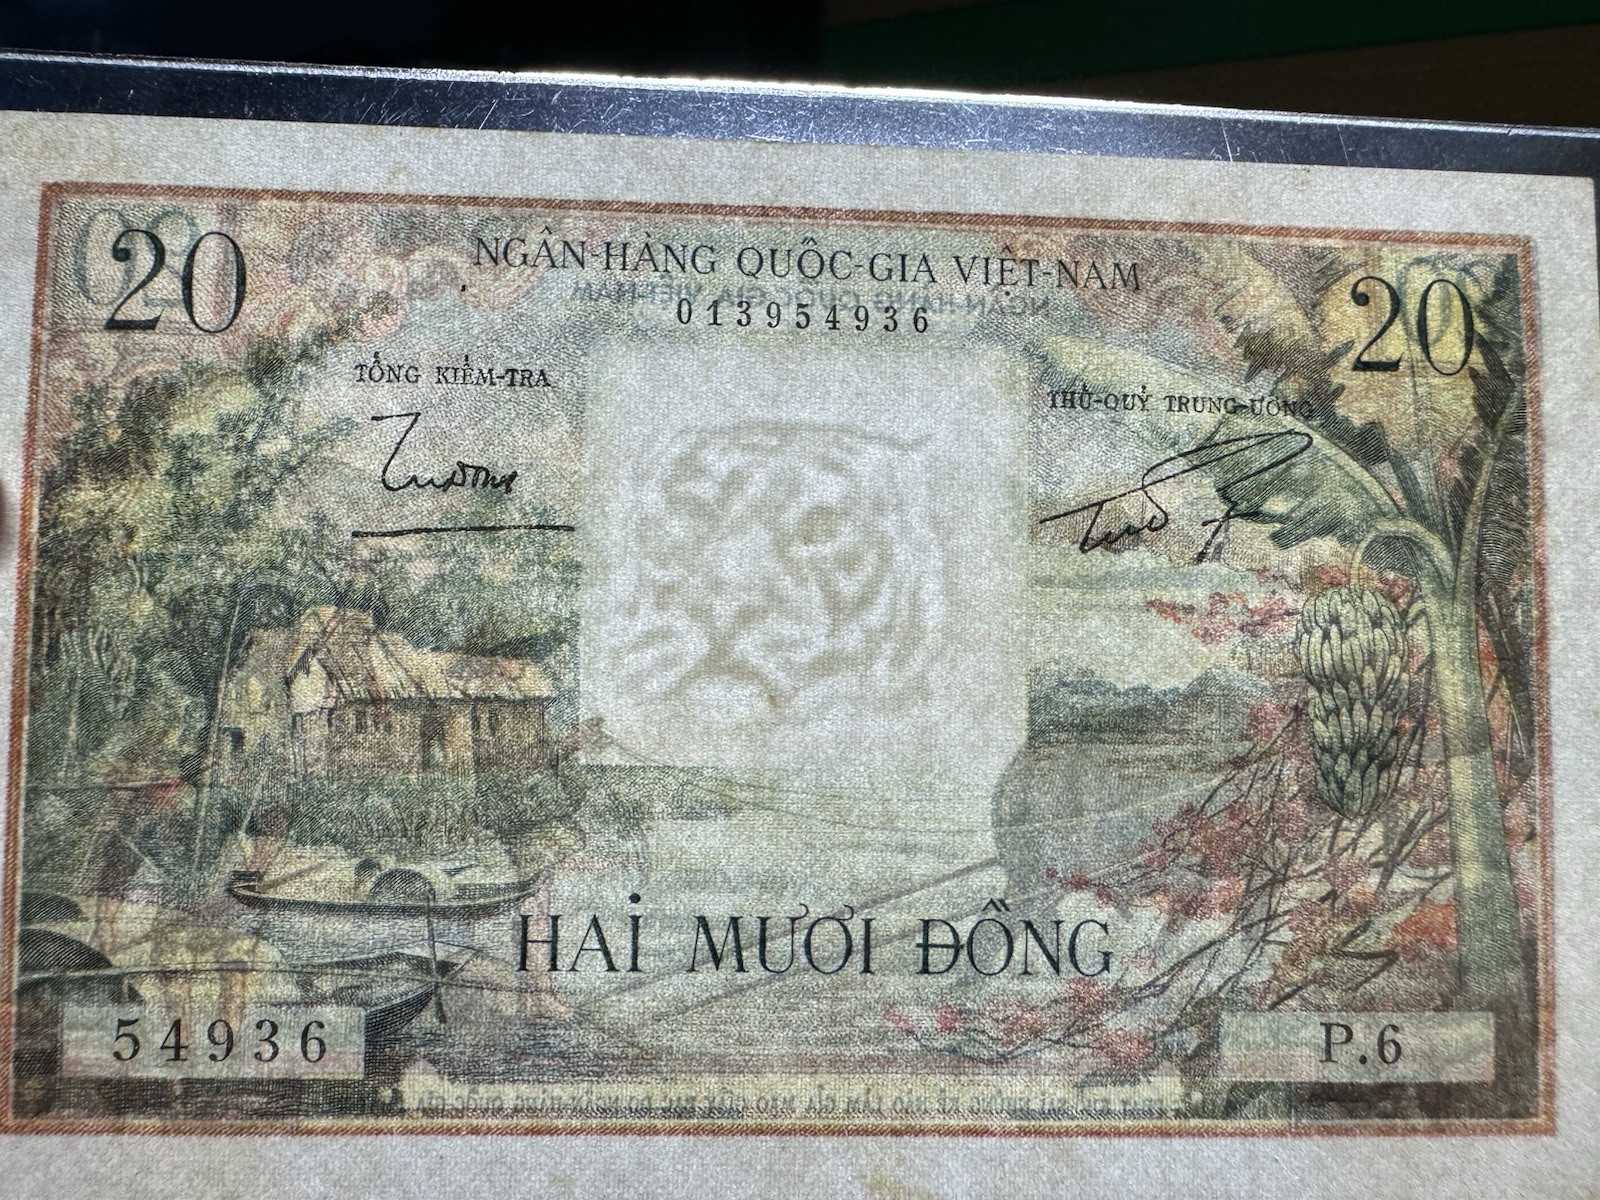 20
NGÂN-HÀNG QUỐC-GIA VIỆT-NAM
20
013954936
TỔNG KIỂM-TRA
THỦ-QUỸ TRUNG-ƯƠNG
HAI MƯƠI ĐỒNG
54936
P.6